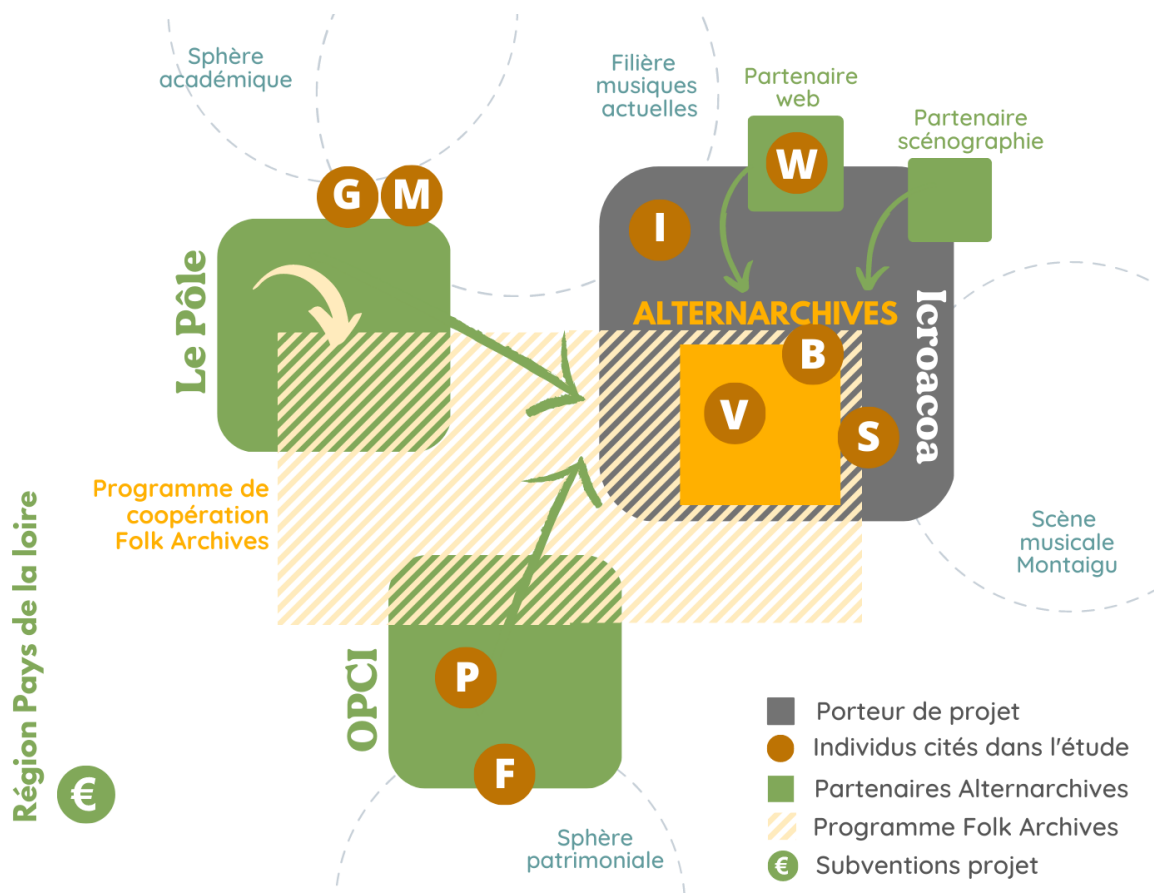 Sphère
académique
Filière
musiques
actuelles
Partenaire
web
Partenaire
scénographie
W
G
M
I
Le Pôle
ALTERNARCHIVES
Icroacoa
B
V
S
Programme de
coopération
Folk Archives
Scène
musicale
Montaigu
Région Pays de la loire
€
OPCI
P
F
Sphère
patrimoniale
Porteur de projet
Individus cités dans l'étude
Partenaires Alternarchives
Programme Folk Archives
€ Subventions projet